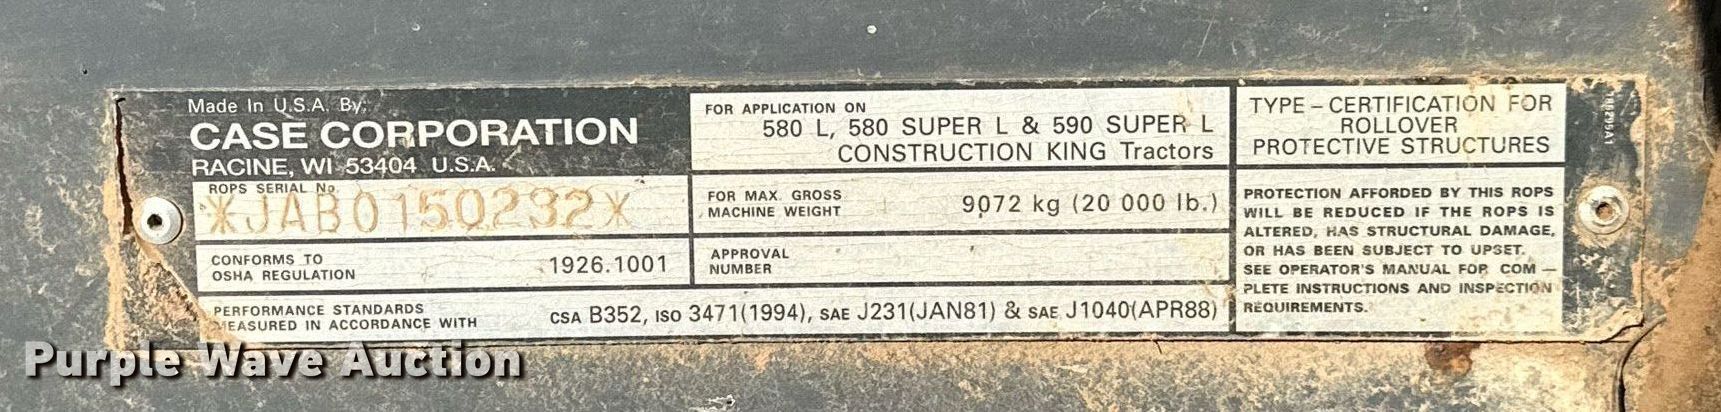 Made In U.S.A. By:
CASE CORPORATION
RACINE, WI 53404 U.S.A.
ROPS SERIAL No.
*JAB0150232*
CONFORMS TO
OSHA REGULATION
1926.1001
PERFORMANCE STANDARDS
MEASURED IN ACCORDANCE WITH
CSA B352, ISO 3471(1994), SAE J231(JAN81) & SAE J1040(APR88)
FOR APPLICATION ON
580 L, 580 SUPER L & 590 SUPER L
CONSTRUCTION KING Tractors
FOR MAX. GROSS
MACHINE WEIGHT
9072 kg (20 000 lb.)
APPROVAL
NUMBER
TYPE – CERTIFICATION FOR
ROLLOVER
PROTECTIVE STRUCTURES
PROTECTION AFFORDED BY THIS ROPS
WILL BE REDUCED IF THE ROPS IS
ALTERED, HAS STRUCTURAL DAMAGE,
OR HAS BEEN SUBJECT TO UPSET.
SEE OPERATOR'S MANUAL FOR COM –
PLETE INSTRUCTIONS AND INSPECTION
REQUIREMENTS.
Purple Wave Auction